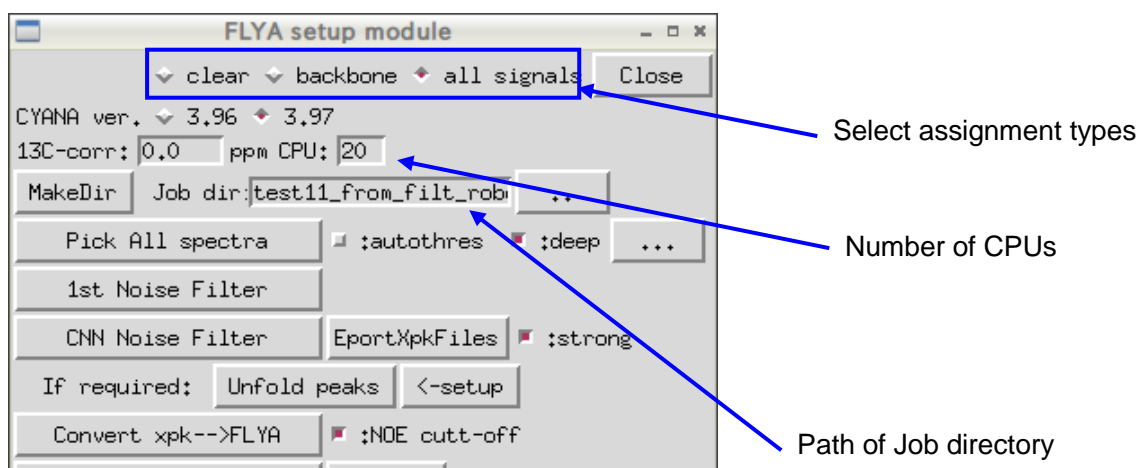 FLYA setup module
clear backbone all signals Close
Select assignment types
CYANA ver. 3.96 3.97
13C-corr: 0.0 ppm CPU: 20
Number of CPUs
MakeDir Job dir: test11_from_filt_rob ..
Pick All spectra :autothres :deep ...
1st Noise Filter
CNN Noise Filter EportXpkFiles :strong
If required: Unfold peaks <-setup
Convert xpk-->FLYA :NOE cutt-off
Path of Job directory